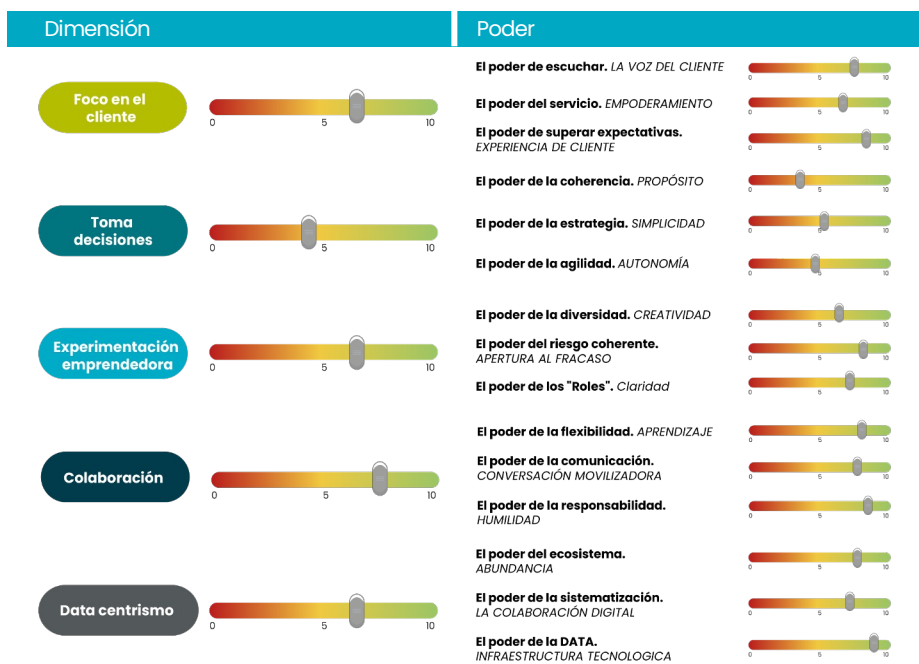 Dimensión
Poder
Foco en el
cliente
0 5 10
El poder de escuchar. LA VOZ DEL CLIENTE
0 5 10
El poder del servicio. EMPODERAMIENTO
0 5 10
El poder de superar expectativas.
EXPERIENCIA DE CLIENTE
0 5 10
Toma
decisiones
0 5 10
El poder de la coherencia. PROPÓSITO
0 5 10
El poder de la estrategia. SIMPLICIDAD
0 5 10
El poder de la agilidad. AUTONOMÍA
0 5 10
Experimentación
emprendedora
0 5 10
El poder de la diversidad. CREATIVIDAD
0 5 10
El poder del riesgo coherente.
APERTURA AL FRACASO
0 5 10
El poder de los "Roles". Claridad
0 5 10
Colaboración
0 5 10
El poder de la flexibilidad. APRENDIZAJE
0 5 10
El poder de la comunicación.
CONVERSACIÓN MOVILIZADORA
0 5 10
El poder de la responsabilidad.
HUMILDAD
0 5 10
Data centrismo
0 5 10
El poder del ecosistema.
ABUNDANCIA
0 5 10
El poder de la sistematización.
LA COLABORACIÓN DIGITAL
0 5 10
El poder de la DATA.
INFRAESTRUCTURA TECNOLOGICA
0 5 10